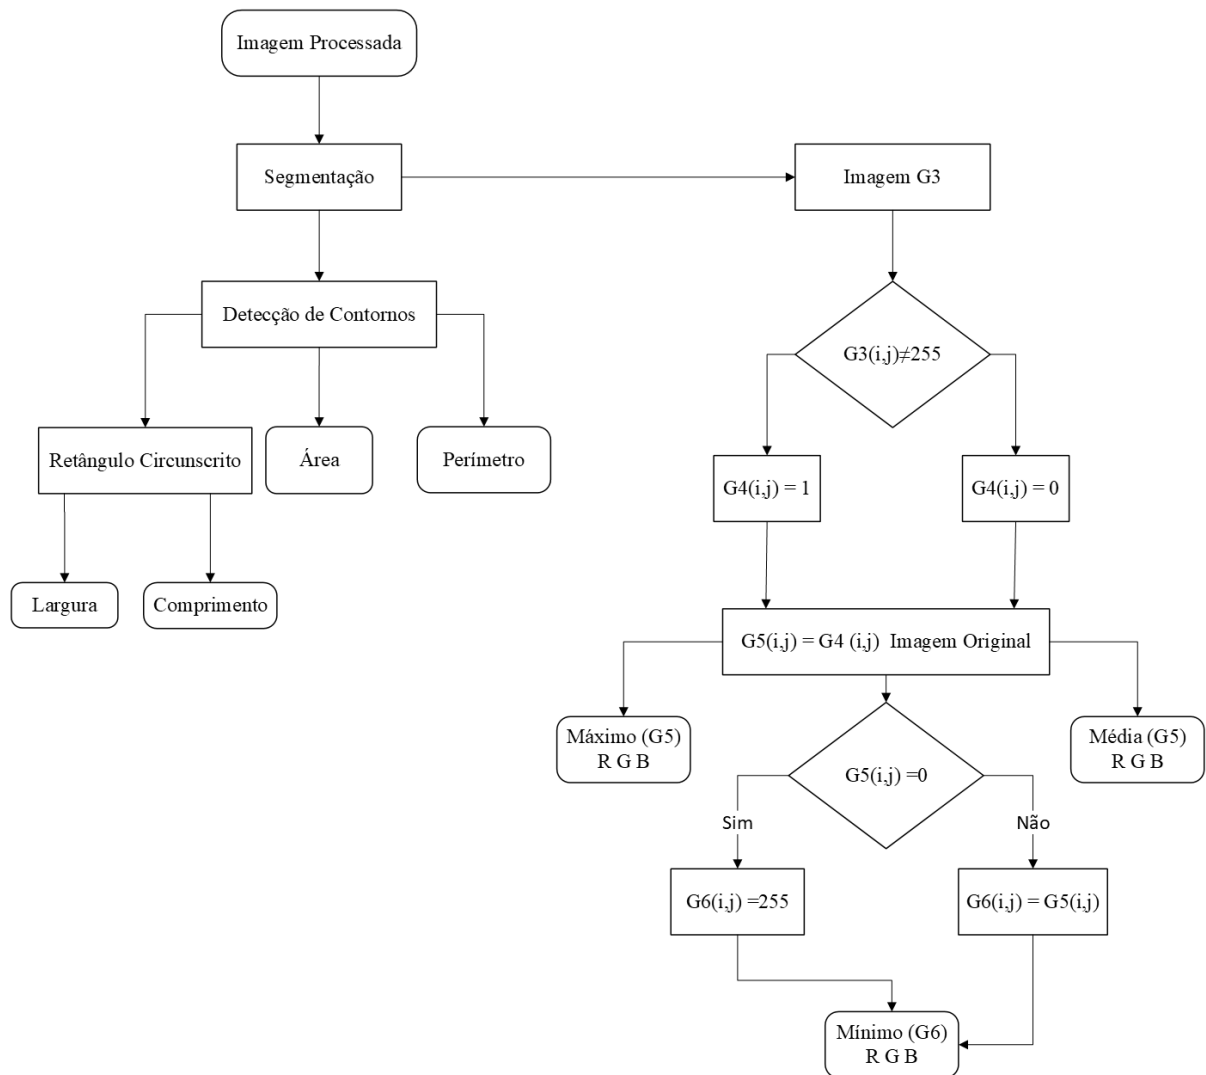 Imagem Processada
Segmentação
Imagem G3
Detecção de Contornos
G3(i,j)≠255
Retângulo Circunscrito
Área
Perímetro
G4(i,j) = 1
G4(i,j) = 0
Largura
Comprimento
G5(i,j) = G4 (i,j)  Imagem Original
Máximo (G5)
R G B
Média (G5)
R G B
G5(i,j) =0
Sim
Não
G6(i,j) =255
G6(i,j) = G5(i,j)
Mínimo (G6)
R G B